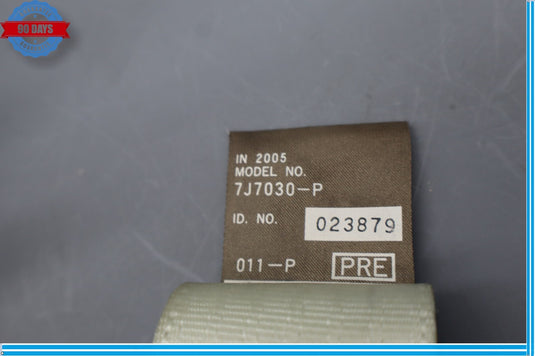 90 DAYS
IN 2005
MODEL NO.
7J7030-P
ID. NO. 023879
011-P PRE